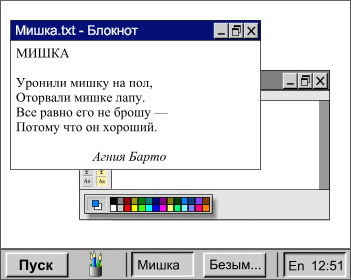 Мишка.txt - Блокнот
МИШКА
Уронили мишку на пол,
Оторвали мишке лапу.
Все равно его не брошу —
Потому что он хороший.
Агния Барто
Пуск
Мишка
Безым...
En 12:51